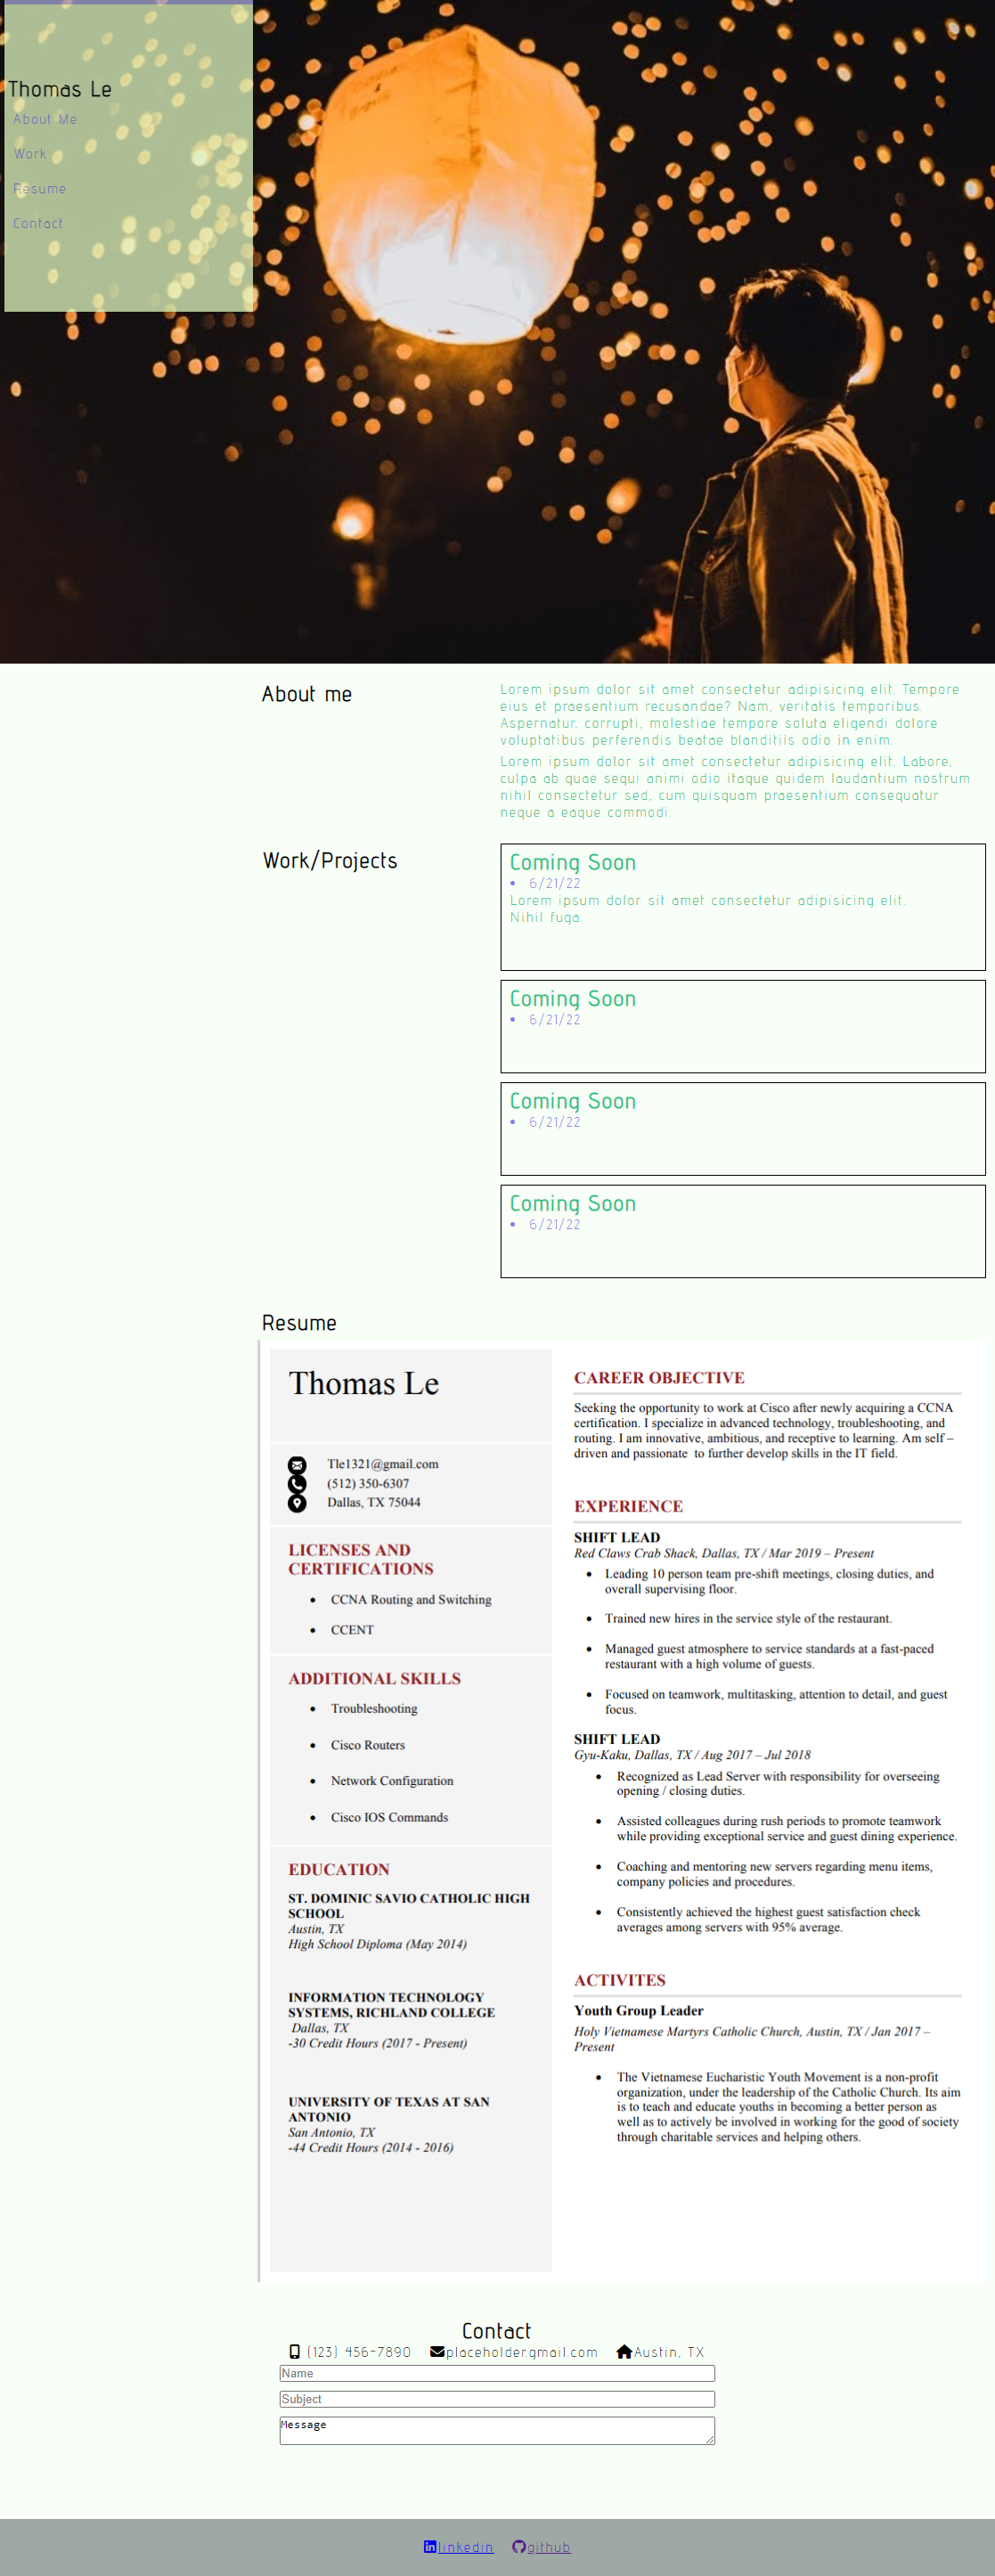 Thomas Le
About Me
Work
Resume
Contact
About me
Lorem ipsum dolor sit amet consectetur adipisicing elit. Tempore
eius et praesentium recusandae? Nam, veritatis temporibus.
Aspernatur, corrupti, molestiae tempore soluta eligendi dolore
voluptatibus perferendis beatae blanditiis odio in enim.
Lorem ipsum dolor sit amet consectetur adipisicing elit. Labore,
culpa ab quae sequi animi odio itaque quidem laudantium nostrum
nihil consectetur sed, cum quisquam praesentium consequatur
neque a eaque commodi.
Work/Projects
Coming Soon
• 6/21/22
Lorem ipsum dolor sit amet consectetur adipisicing elit.
Nihil fuga.
Coming Soon
• 6/21/22
Coming Soon
• 6/21/22
Coming Soon
• 6/21/22
Resume
Thomas Le
Tle1321@gmail.com
(512) 350-6307
Dallas, TX 75044
LICENSES AND
CERTIFICATIONS
• CCNA Routing and Switching
• CCENT
ADDITIONAL SKILLS
• Troubleshooting
• Cisco Routers
• Network Configuration
• Cisco IOS Commands
EDUCATION
ST. DOMINIC SAVIO CATHOLIC HIGH
SCHOOL
Austin, TX
High School Diploma (May 2014)
INFORMATION TECHNOLOGY
SYSTEMS, RICHLAND COLLEGE
Dallas, TX
-30 Credit Hours (2017 - Present)
UNIVERSITY OF TEXAS AT SAN
ANTONIO
San Antonio, TX
-44 Credit Hours (2014 - 2016)
CAREER OBJECTIVE
Seeking the opportunity to work at Cisco after newly acquiring a CCNA
certification. I specialize in advanced technology, troubleshooting, and
routing. I am innovative, ambitious, and receptive to learning. Am self –
driven and passionate to further develop skills in the IT field.
EXPERIENCE
SHIFT LEAD
Red Claws Crab Shack, Dallas, TX / Mar 2019 – Present
• Leading 10 person team pre-shift meetings, closing duties, and
overall supervising floor.
• Trained new hires in the service style of the restaurant.
• Managed guest atmosphere to service standards at a fast-paced
restaurant with a high volume of guests.
• Focused on teamwork, multitasking, attention to detail, and guest
focus.
SHIFT LEAD
Gyu-Kaku, Dallas, TX / Aug 2017 – Jul 2018
• Recognized as Lead Server with responsibility for overseeing
opening / closing duties.
• Assisted colleagues during rush periods to promote teamwork
while providing exceptional service and guest dining experience.
• Coaching and mentoring new servers regarding menu items,
company policies and procedures.
• Consistently achieved the highest guest satisfaction check
averages among servers with 95% average.
ACTIVITES
Youth Group Leader
Holy Vietnamese Martyrs Catholic Church, Austin, TX / Jan 2017 –
Present
• The Vietnamese Eucharistic Youth Movement is a non-profit
organization, under the leadership of the Catholic Church. Its aim
is to teach and educate youths in becoming a better person as
well as to actively be involved in working for the good of society
through charitable services and helping others.
Contact
(123) 456-7890 placeholder.gmail.com Austin, TX
Name
Subject
Message
linkedin github